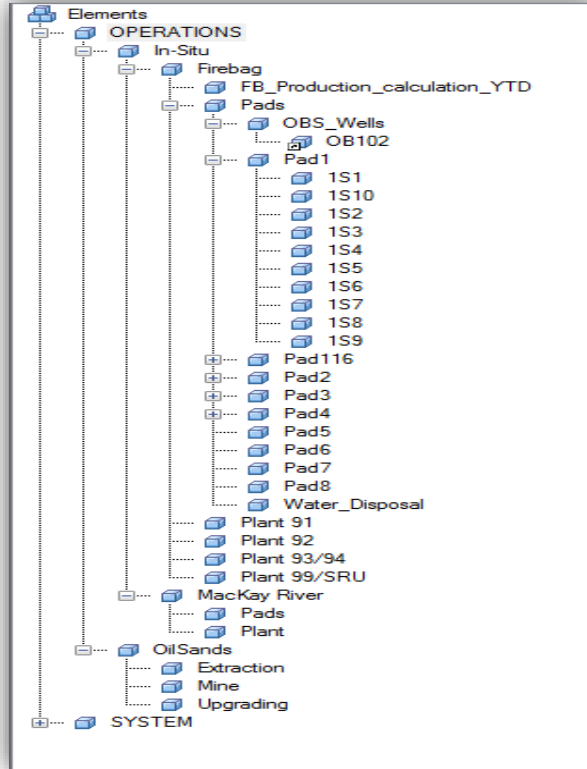 Elements
OPERATIONS
In-Situ
Firebag
FB_Production_calculation_YTD
Pads
OBS_Wells
OB102
Pad1
1S1
1S10
1S2
1S3
1S4
1S5
1S6
1S7
1S8
1S9
Pad116
Pad2
Pad3
Pad4
Pad5
Pad6
Pad7
Pad8
Water_Disposal
Plant 91
Plant 92
Plant 93/94
Plant 99/SRU
MacKay River
Pads
Plant
OilSands
Extraction
Mine
Upgrading
SYSTEM